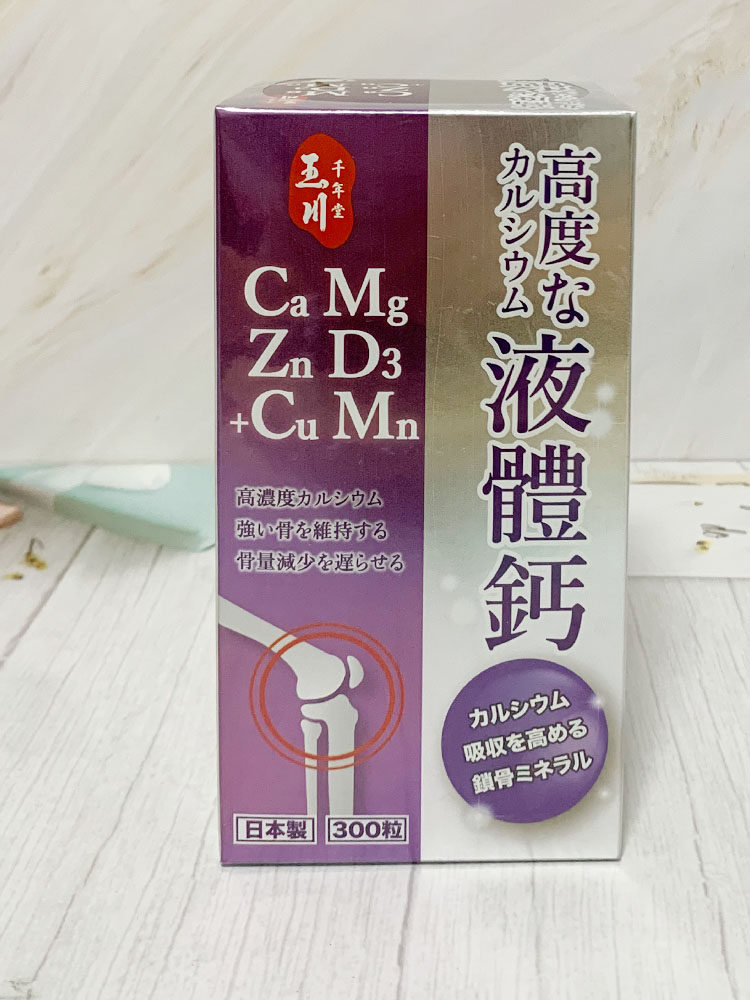 千年堂
玉川
Ca Mg
Zn D3
+Cu Mn
高濃度カルシウム
強い骨を維持する
骨量減少を遅らせる
日本製
300粒
高度な
カルシウム
液體鈣
カルシウム
吸収を高める
鎖骨ミネラル